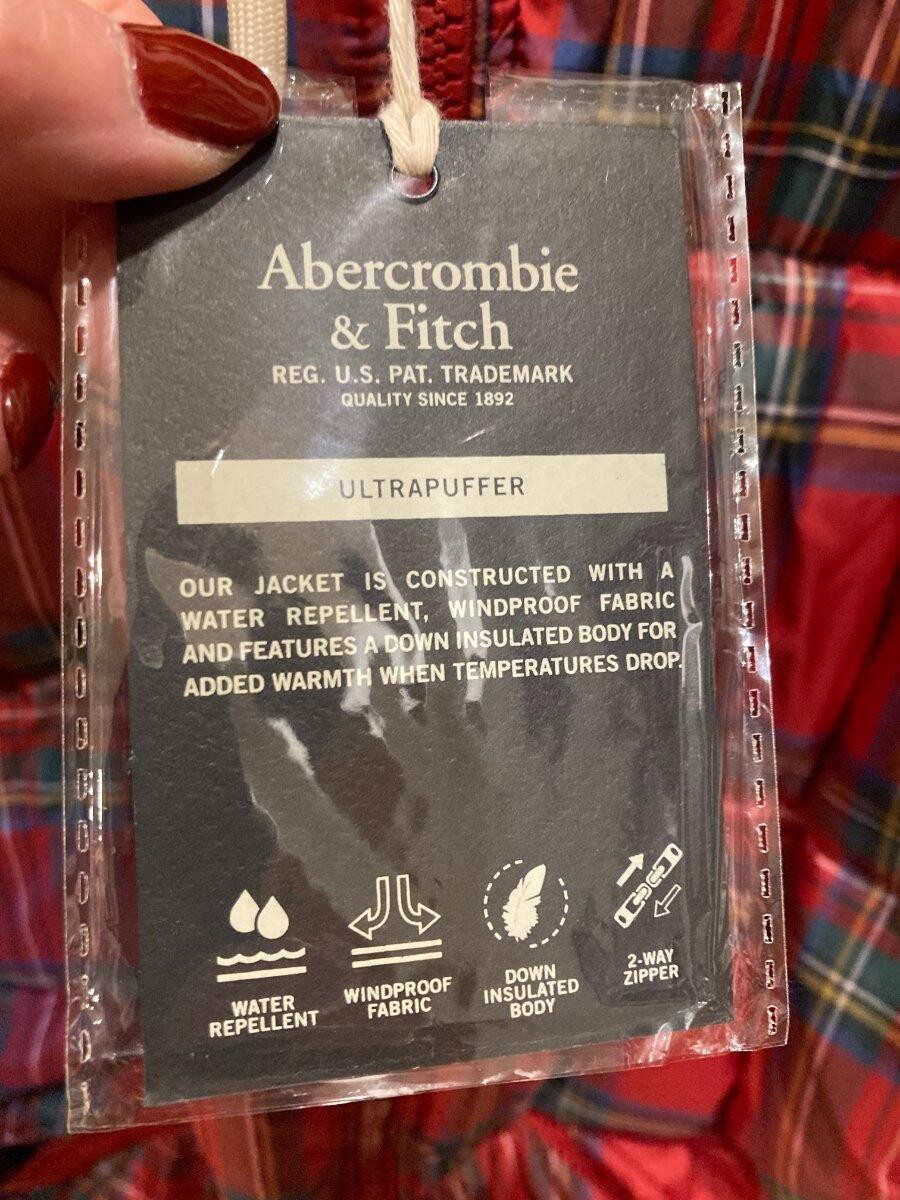 Abercrombie
& Fitch
REG. U.S. PAT. TRADEMARK
QUALITY SINCE 1892
ULTRAPUFFER
OUR JACKET IS CONSTRUCTED WITH A
WATER REPELLENT, WINDPROOF FABRIC
AND FEATURES A DOWN INSULATED BODY FOR
ADDED WARMTH WHEN TEMPERATURES DROP.
WATER
REPELLENT
WINDPROOF
FABRIC
DOWN
INSULATED
BODY
2-WAY
ZIPPER